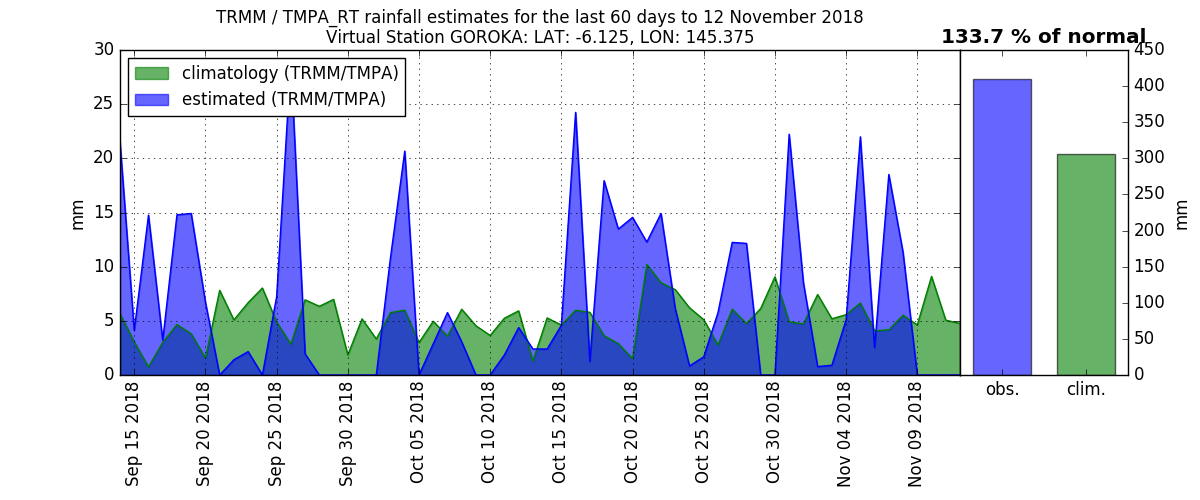 TRMM / TMPA_RT rainfall estimates for the last 60 days to 12 November 2018
Virtual Station GOROKA: LAT: -6.125, LON: 145.375
133.7 % of normal
climatology (TRMM/TMPA)
estimated (TRMM/TMPA)
30
25
20
15
10
5
0
mm
Sep 15 2018
Sep 20 2018
Sep 25 2018
Sep 30 2018
Oct 05 2018
Oct 10 2018
Oct 15 2018
Oct 20 2018
Oct 25 2018
Oct 30 2018
Nov 04 2018
Nov 09 2018
450
400
350
300
250
200
150
100
50
0
mm
obs.
clim.